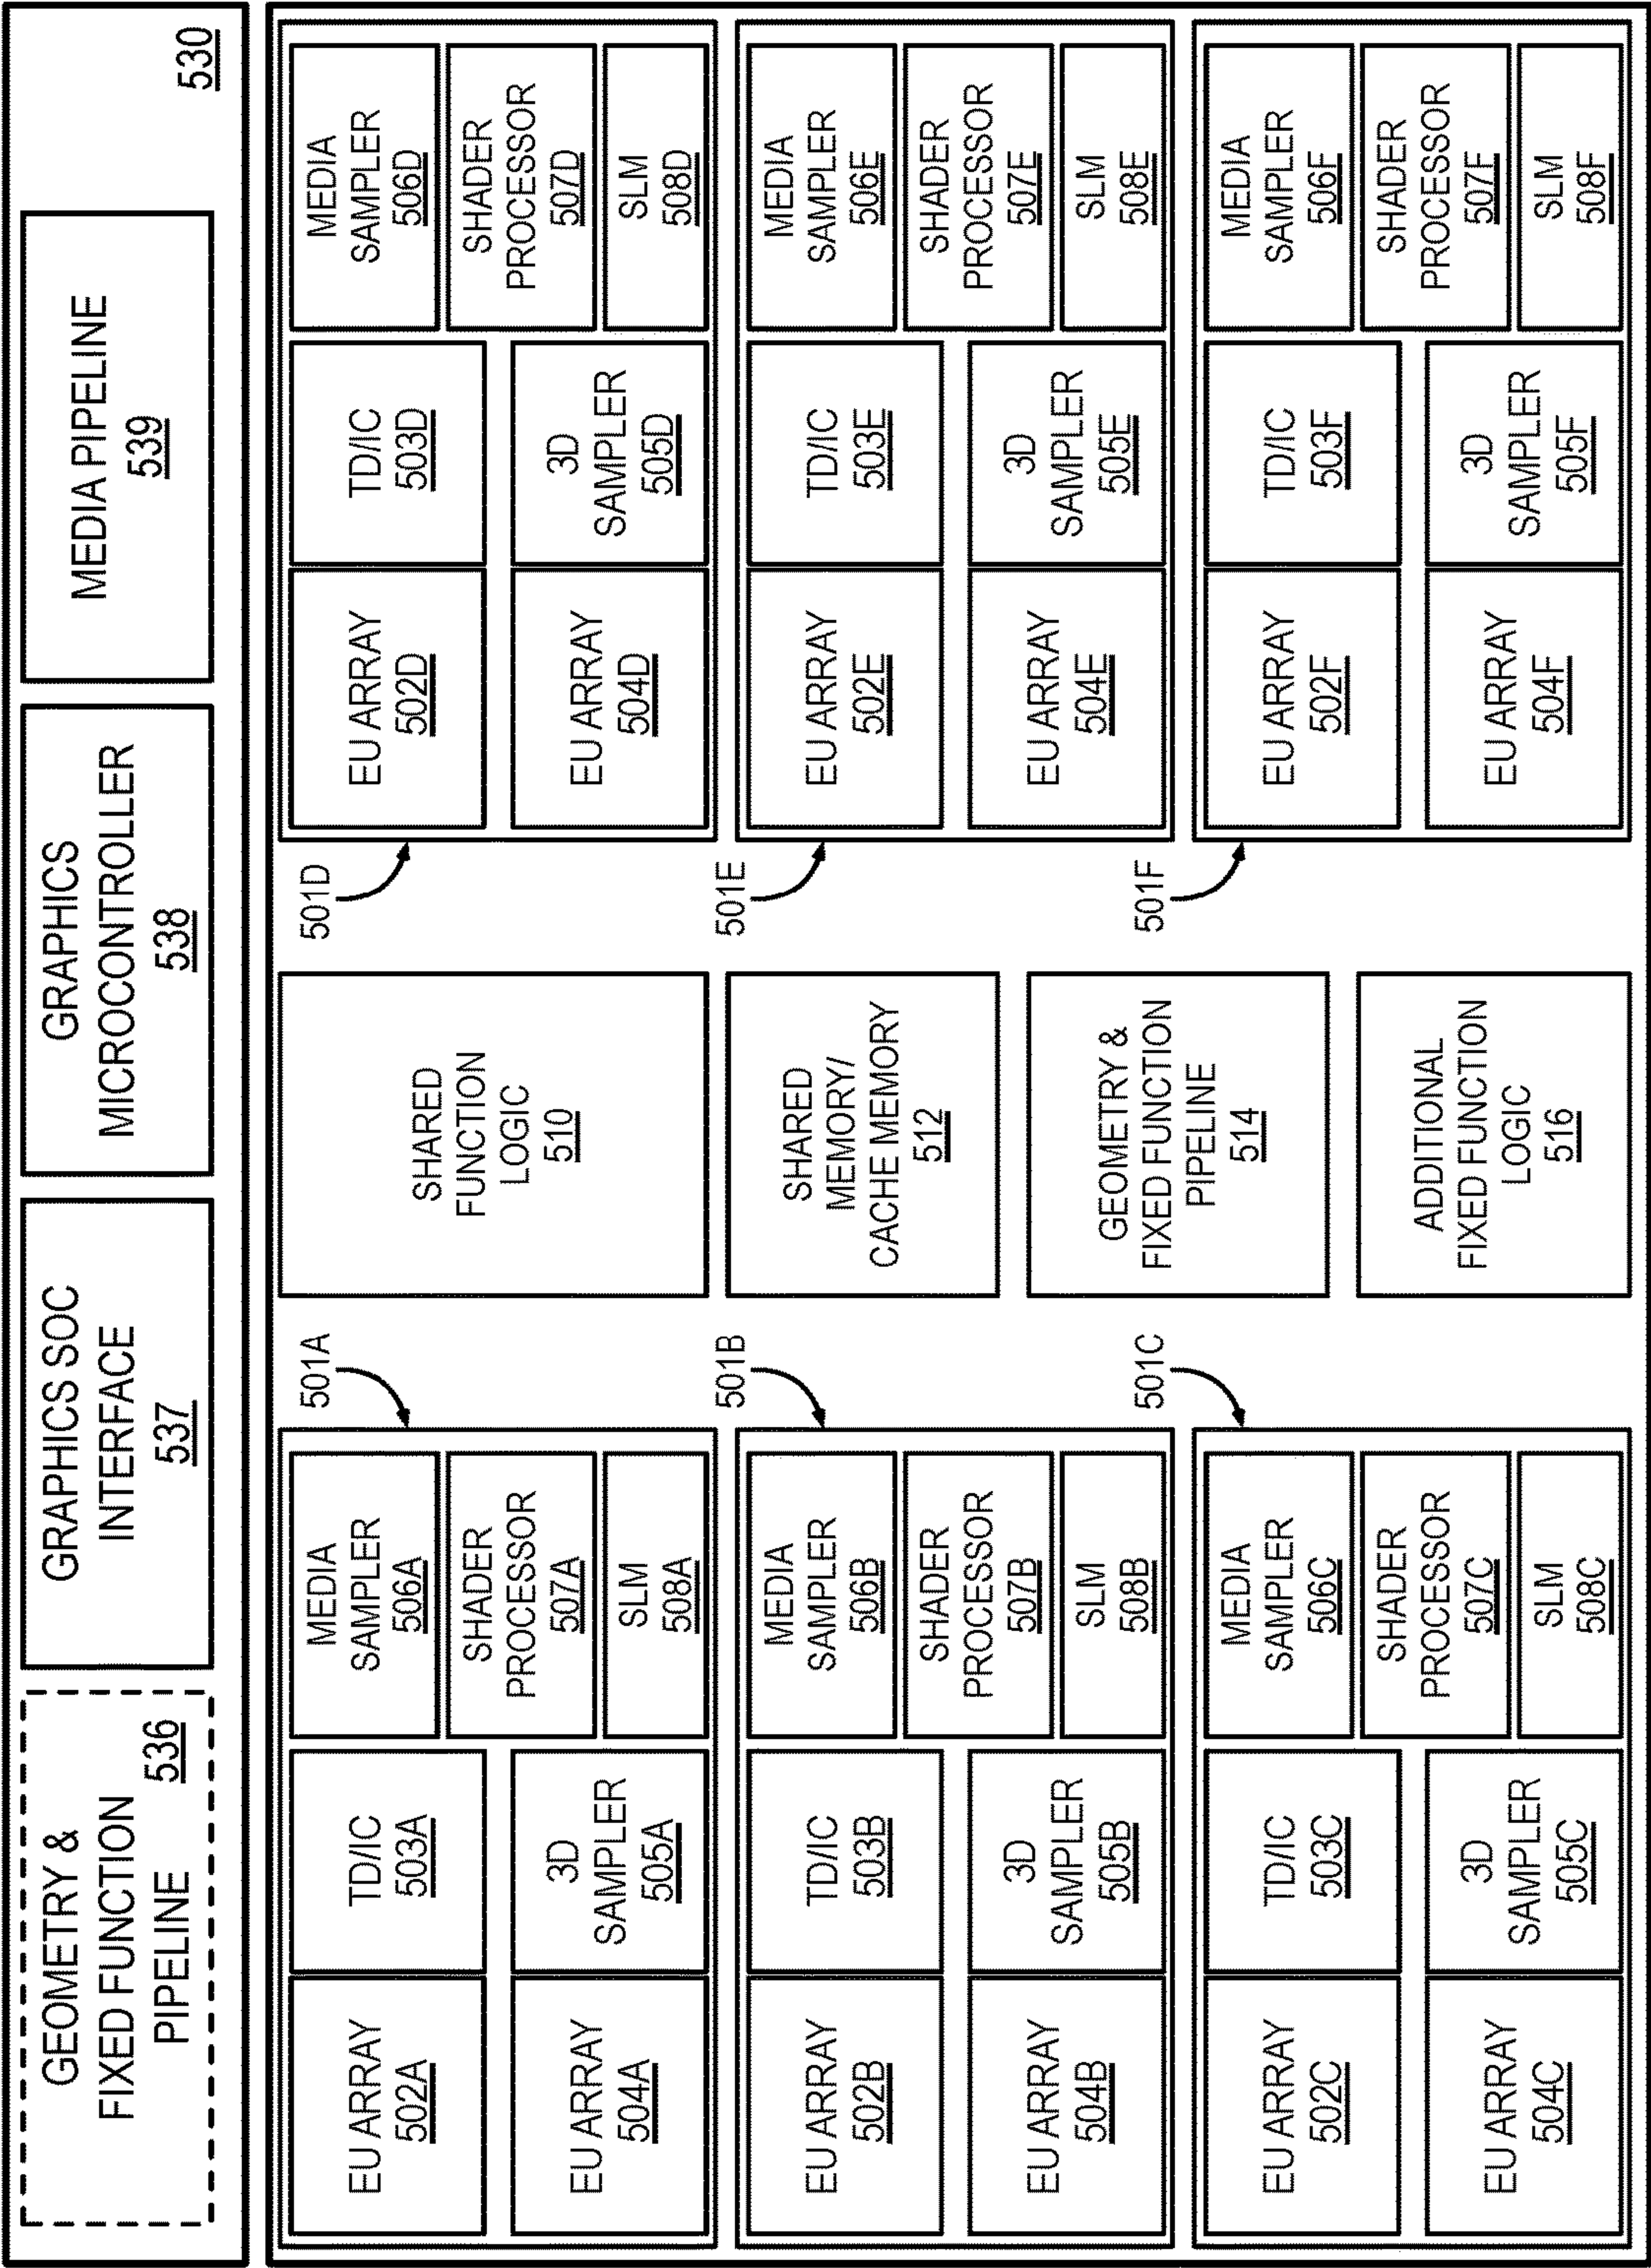 GEOMETRY &
FIXED FUNCTION
PIPELINE 536
GRAPHICS SOC
INTERFACE
537
GRAPHICS
MICROCONTROLLER
538
MEDIA PIPELINE
539
530
501A
EU ARRAY
502A
TD/IC
503A
MEDIA
SAMPLER
506A
EU ARRAY
504A
3D
SAMPLER
505A
SHADER
PROCESSOR
507A
SLM
508A
501B
EU ARRAY
502B
TD/IC
503B
MEDIA
SAMPLER
506B
EU ARRAY
504B
3D
SAMPLER
505B
SHADER
PROCESSOR
507B
SLM
508B
501C
EU ARRAY
502C
TD/IC
503C
MEDIA
SAMPLER
506C
EU ARRAY
504C
3D
SAMPLER
505C
SHADER
PROCESSOR
507C
SLM
508C
SHARED
FUNCTION
LOGIC
510
SHARED
MEMORY/
CACHE MEMORY
512
GEOMETRY &
FIXED FUNCTION
PIPELINE
514
ADDITIONAL
FIXED FUNCTION
LOGIC
516
501D
EU ARRAY
502D
TD/IC
503D
MEDIA
SAMPLER
506D
EU ARRAY
504D
3D
SAMPLER
505D
SHADER
PROCESSOR
507D
SLM
508D
501E
EU ARRAY
502E
TD/IC
503E
MEDIA
SAMPLER
506E
EU ARRAY
504E
3D
SAMPLER
505E
SHADER
PROCESSOR
507E
SLM
508E
501F
EU ARRAY
502F
TD/IC
503F
MEDIA
SAMPLER
506F
EU ARRAY
504F
3D
SAMPLER
505F
SHADER
PROCESSOR
507F
SLM
508F